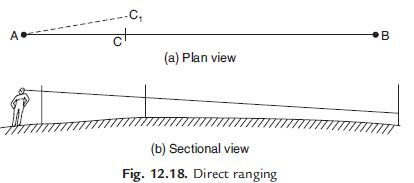 C₁
A
C
B
(a) Plan view
(b) Sectional view
Fig. 12.18. Direct ranging